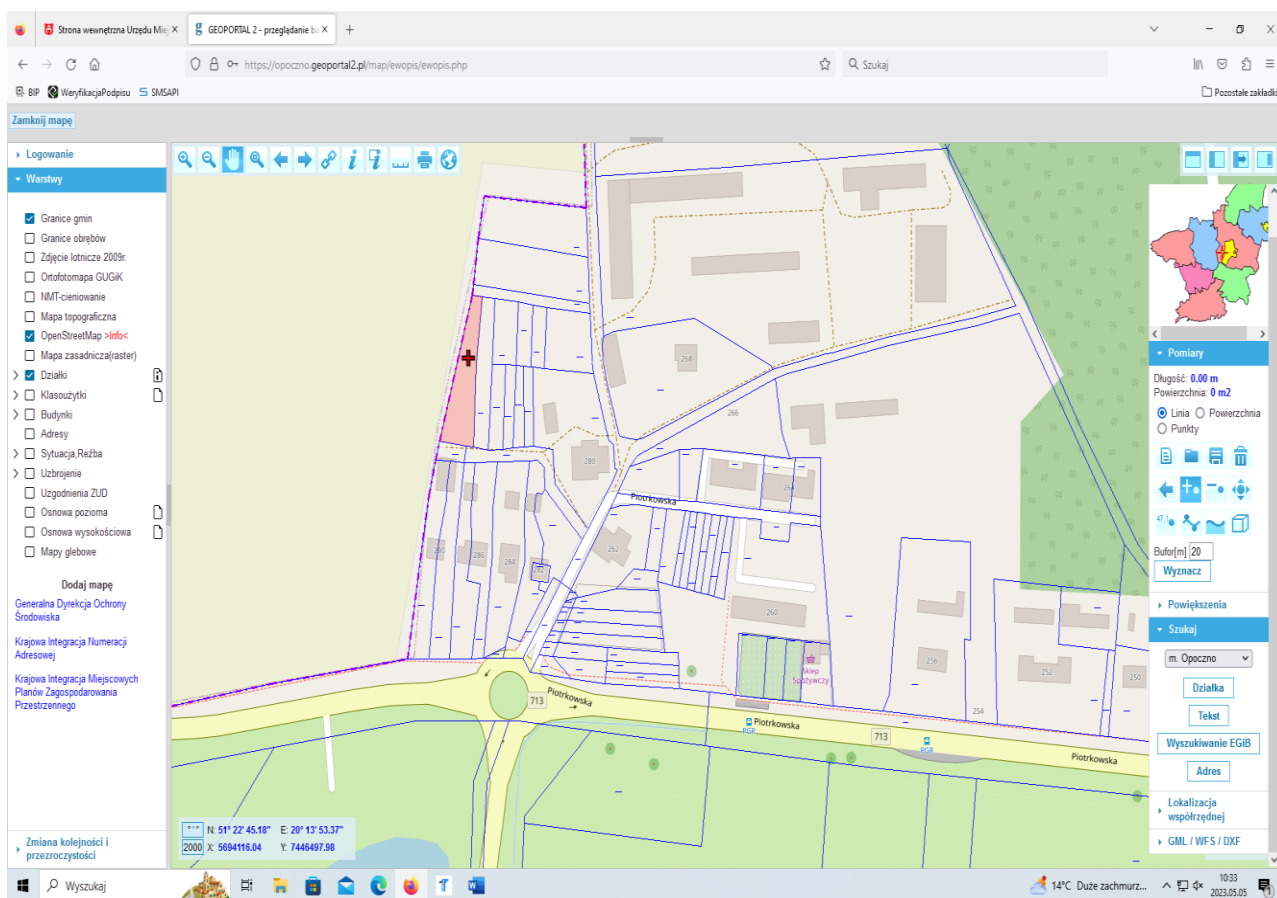 Strona wewnętrzna Urzędu Miej
GEOPORTAL 2 - przeglądanie ba
https://opoczno.geoportal2.pl/map/ewopis/ewopis.php
Szukaj
BIP WeryfikacjaPodpisu SMSAPI
Pozostałe zakładki
Zamknij mapę
Logowanie
Warstwy
Granice gmin
Granice obrębów
Zdjęcie lotnicze 2009r.
Ortofotomapa GUGiK
NMT-cieniowanie
Mapa topograficzna
OpenStreetMap >Info<
Mapa zasadnicza(raster)
Działki
Klasoużytki
Budynki
Adresy
Sytuacja,Rzeźba
Uzbrojenie
Uzgodnienia ZUD
Osnowa pozioma
Osnowa wysokościowa
Mapy glebowe
Dodaj mapę
Generalna Dyrekcja Ochrony
Środowiska
Krajowa Integracja Numeracji
Adresowej
Krajowa Integracja Miejscowych
Planów Zagospodarowania
Przestrzennego
Zmiana kolejności i
przezroczystości
268
266
280
264
Piotrkowska
262
290
286
284
282
260
Sklep
Spożywczy
256
252
250
254
713
Piotrkowska
Piotrkowska
PGR
713
PGR
Piotrkowska
N: 51° 22' 45.18" E: 20° 13' 53.37"
2000 X: 5694116.04 Y: 7446497.98
Pomiary
Długość: 0.00 m
Powierzchnia: 0 m2
Linia Powierzchnia
Punkty
47.1
Bufor[m] 20
Wyznacz
Powiększenia
Szukaj
m. Opoczno
Działka
Tekst
Wyszukiwanie EGiB
Adres
Lokalizacja
współrzędnej
GML / WFS / DXF
Wyszukaj
14°C Duże zachmurz...
10:33
2023.05.05